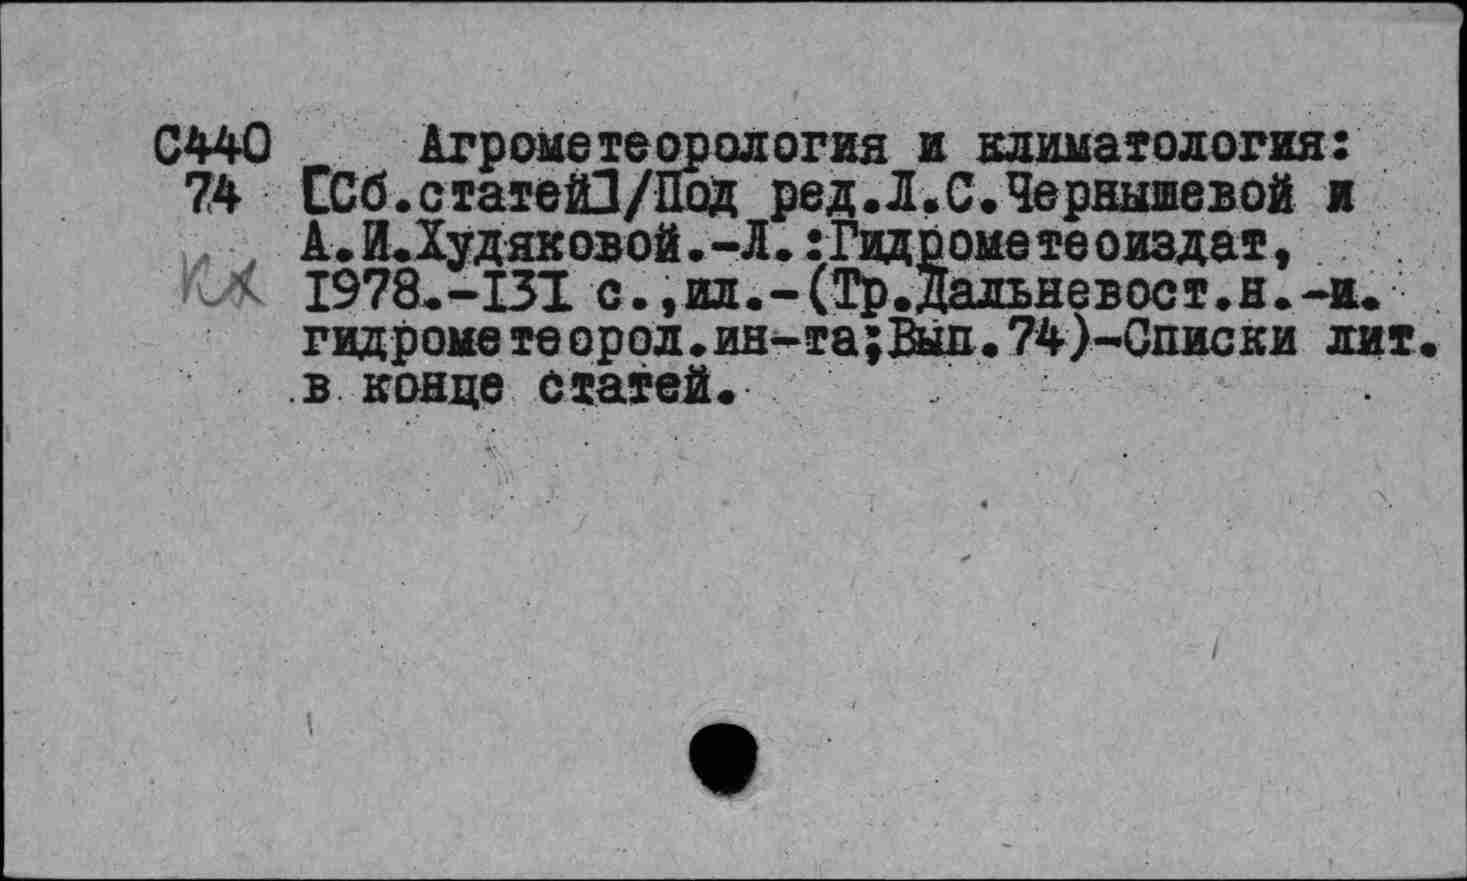 С440 Агрометеорология и климатология:
74 [Сб.статей]/Под ред.Л.С.Чернышевой и
А.И.Худяковой.-Л.:Гидрометеоиздат,
1978.-131 с.,ил.-(Тр.Дальневост.н.-и.
гидрометеорол.ин-та;Вып.74)-Списки лит.
в конце статей.